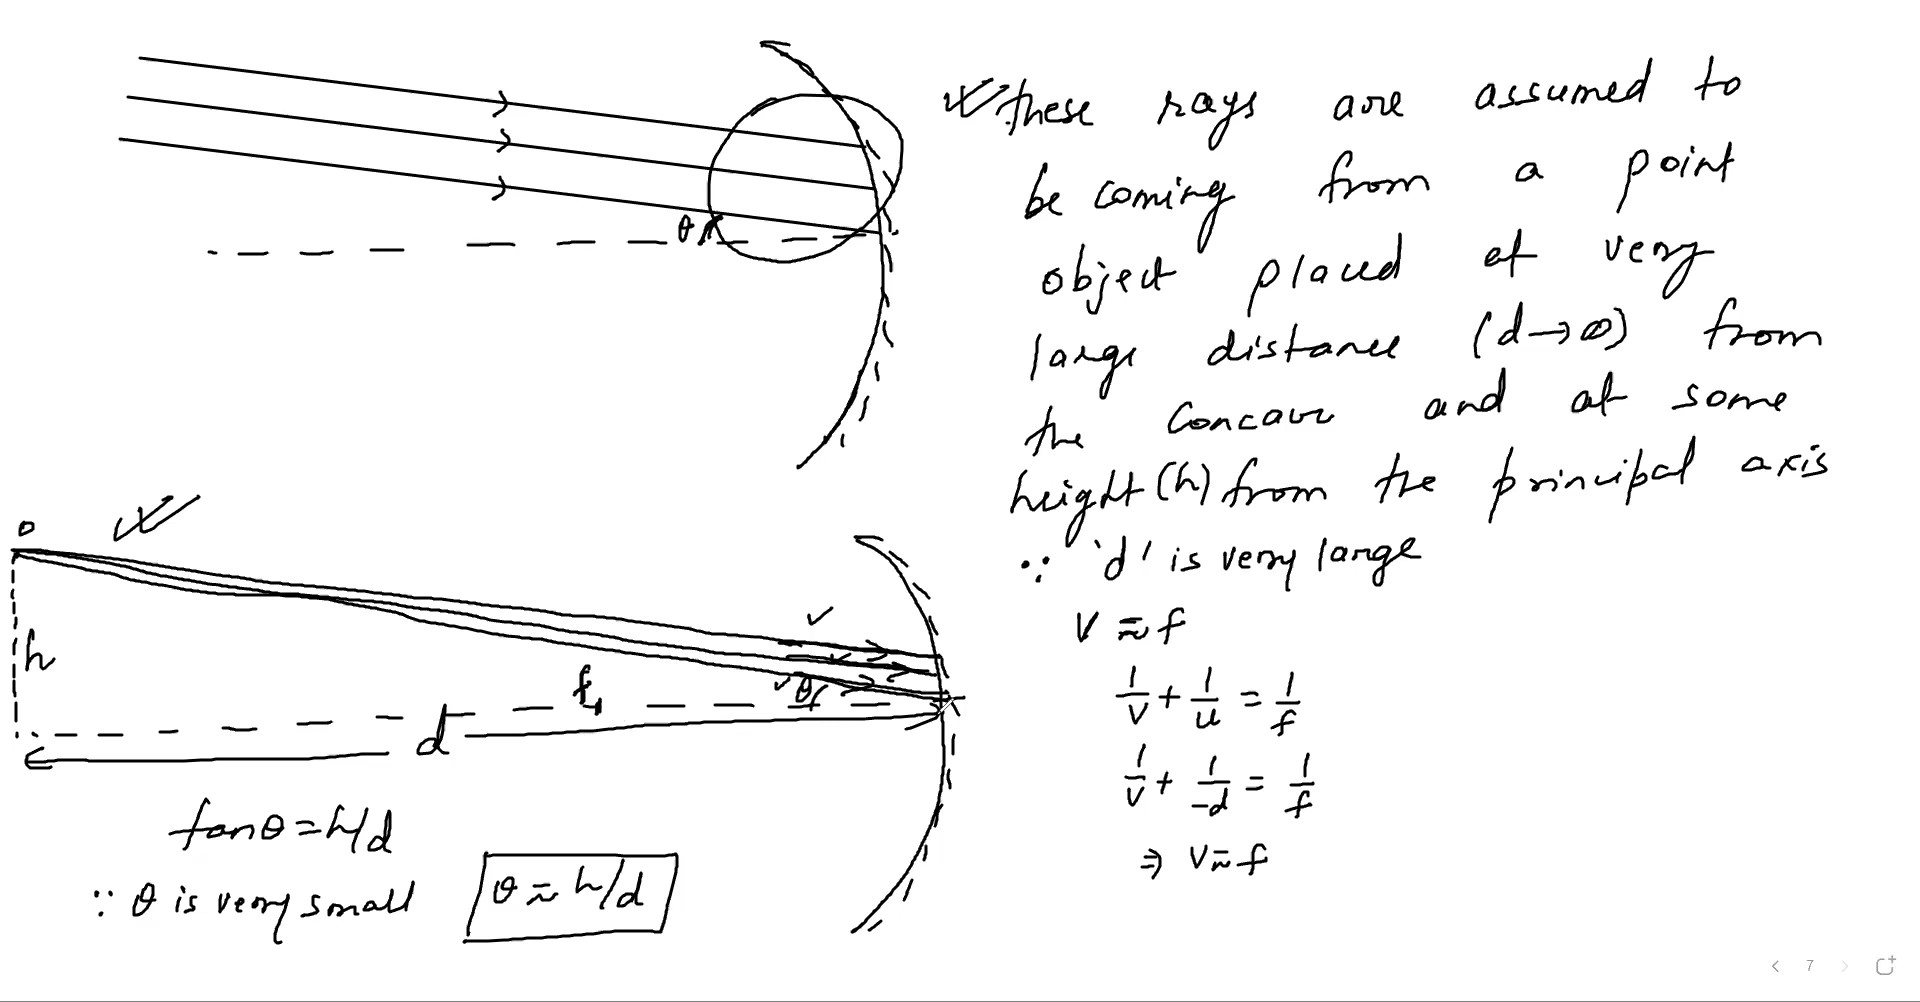 these rays are assumed to
be coming from a point
object placed at very
large distance (d→∞) from
the concave and at some
height (h) from the principal axis
∵ 'd' is very large
V ≈ f
1/V + 1/u = 1/f
1/V + 1/-d = 1/f
⇒ V ≈ f
θ
O
h
f
θ
d
tanθ = h/d
∵ θ is very small
θ ≈ h/d
7